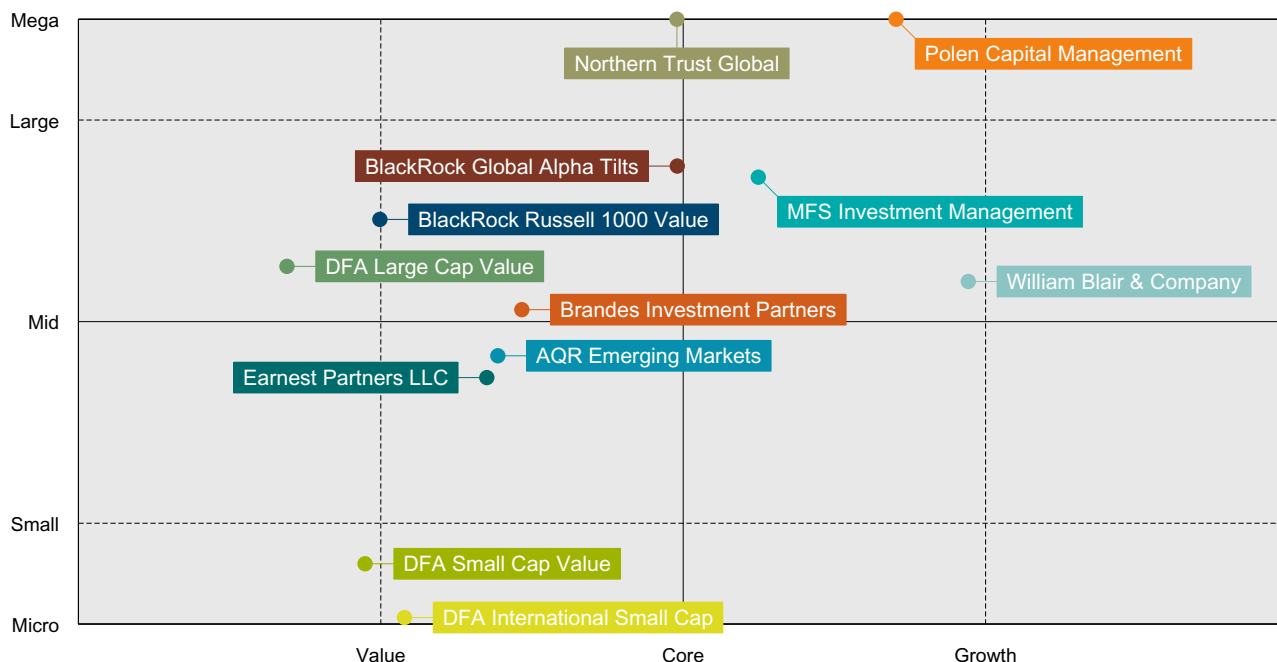 Mega
Northern Trust Global
Polen Capital Management
Large
BlackRock Global Alpha Tilts
MFS Investment Management
BlackRock Russell 1000 Value
DFA Large Cap Value
William Blair & Company
Brandes Investment Partners
Mid
AQR Emerging Markets
Earnest Partners LLC
Small
DFA Small Cap Value
DFA International Small Cap
Micro
Value
Core
Growth